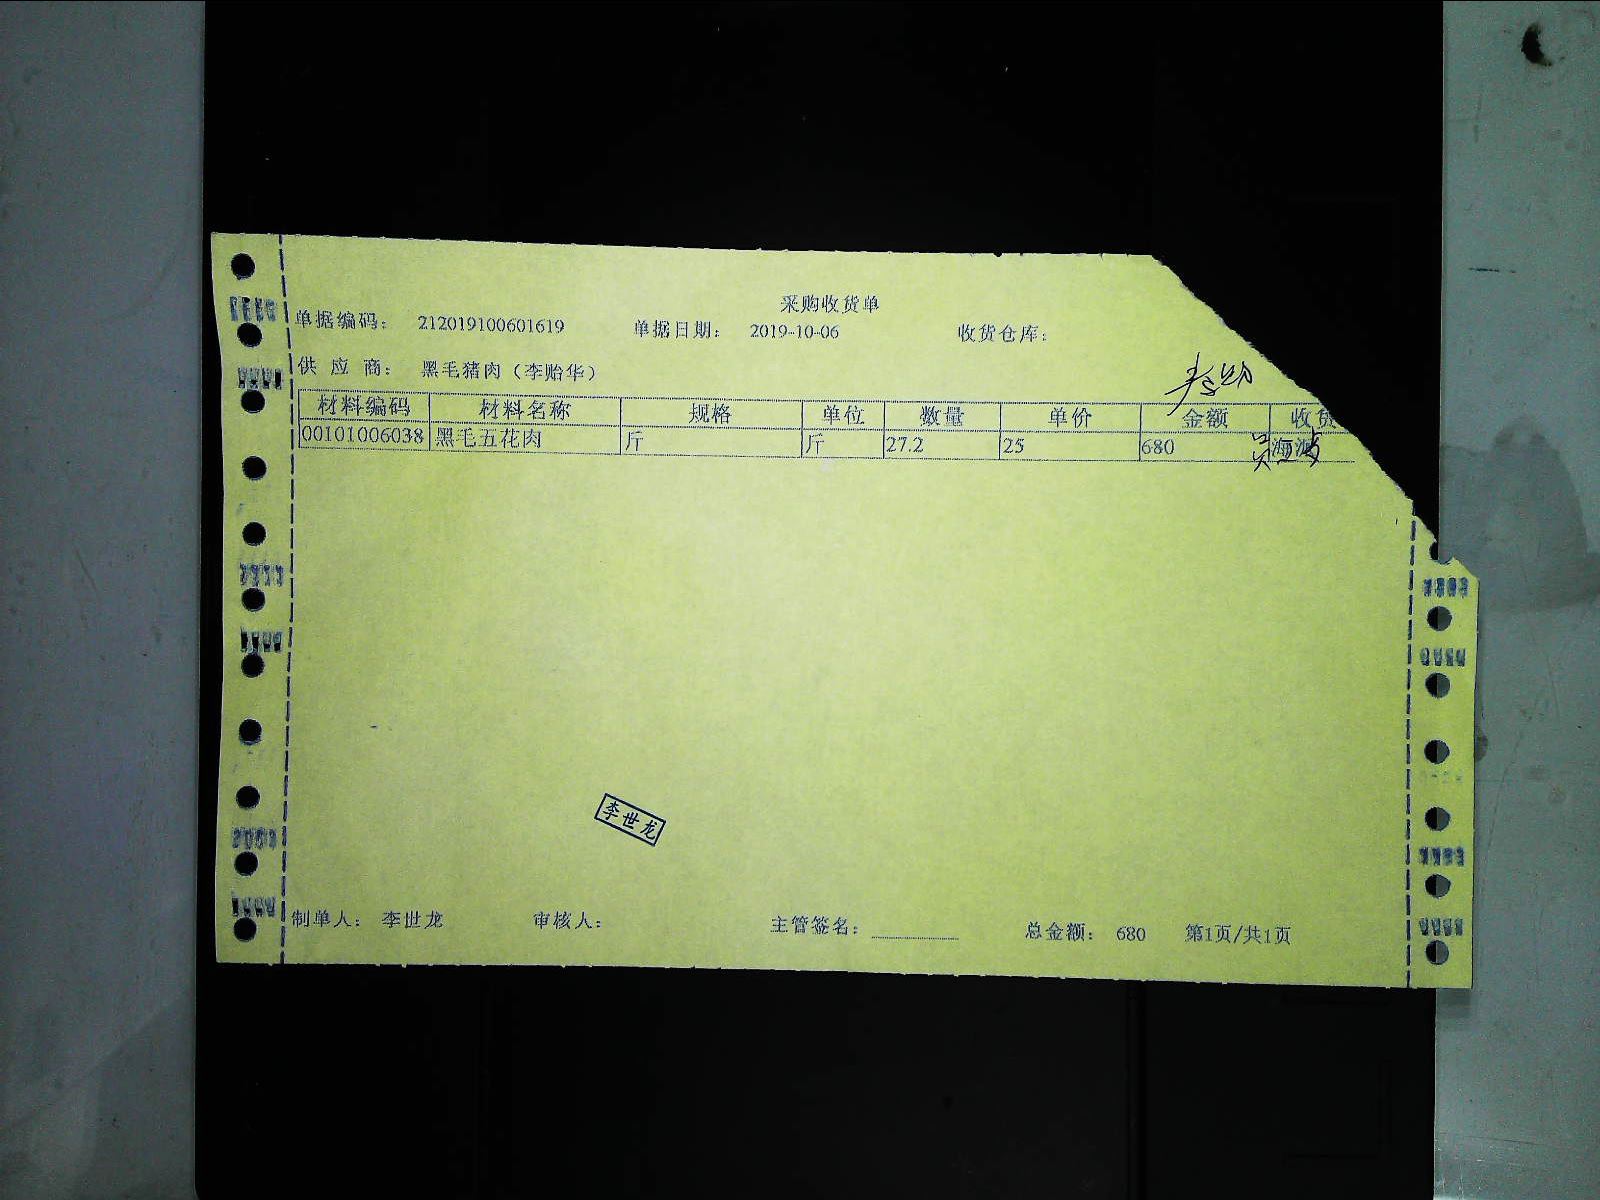 采购收货单
单据编码： 212019100601619 单据日期： 2019-10-06 收货仓库：
供 应 商： 黑毛猪肉（李贻华）
材料编码 材料名称 规格 单位 数量 单价 金额 收货
00101006038 黑毛五花肉 斤 斤 27.2 25 680
李世龙
制单人： 李世龙 审核人： 主管签名： 总金额： 680 第1页/共1页